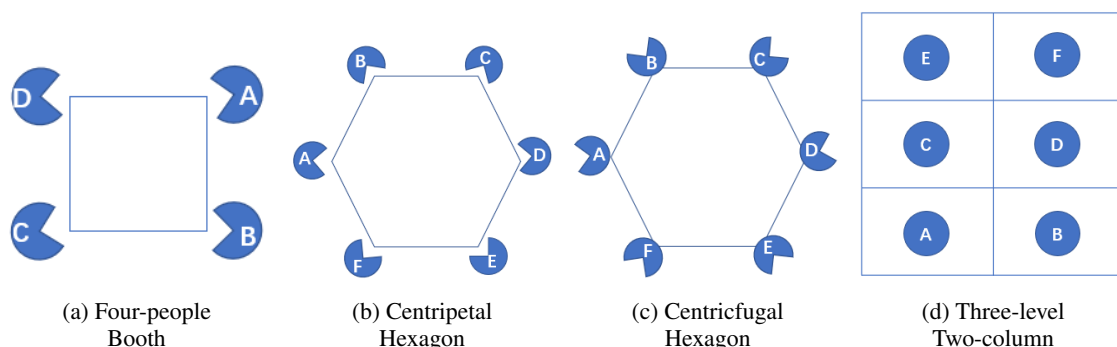 D A
C B
B C
A D
F E
B C
A D
F E
E F
C D
A B
(a) Four-people
Booth
(b) Centripetal
Hexagon
(c) Centricfugal
Hexagon
(d) Three-level
Two-column